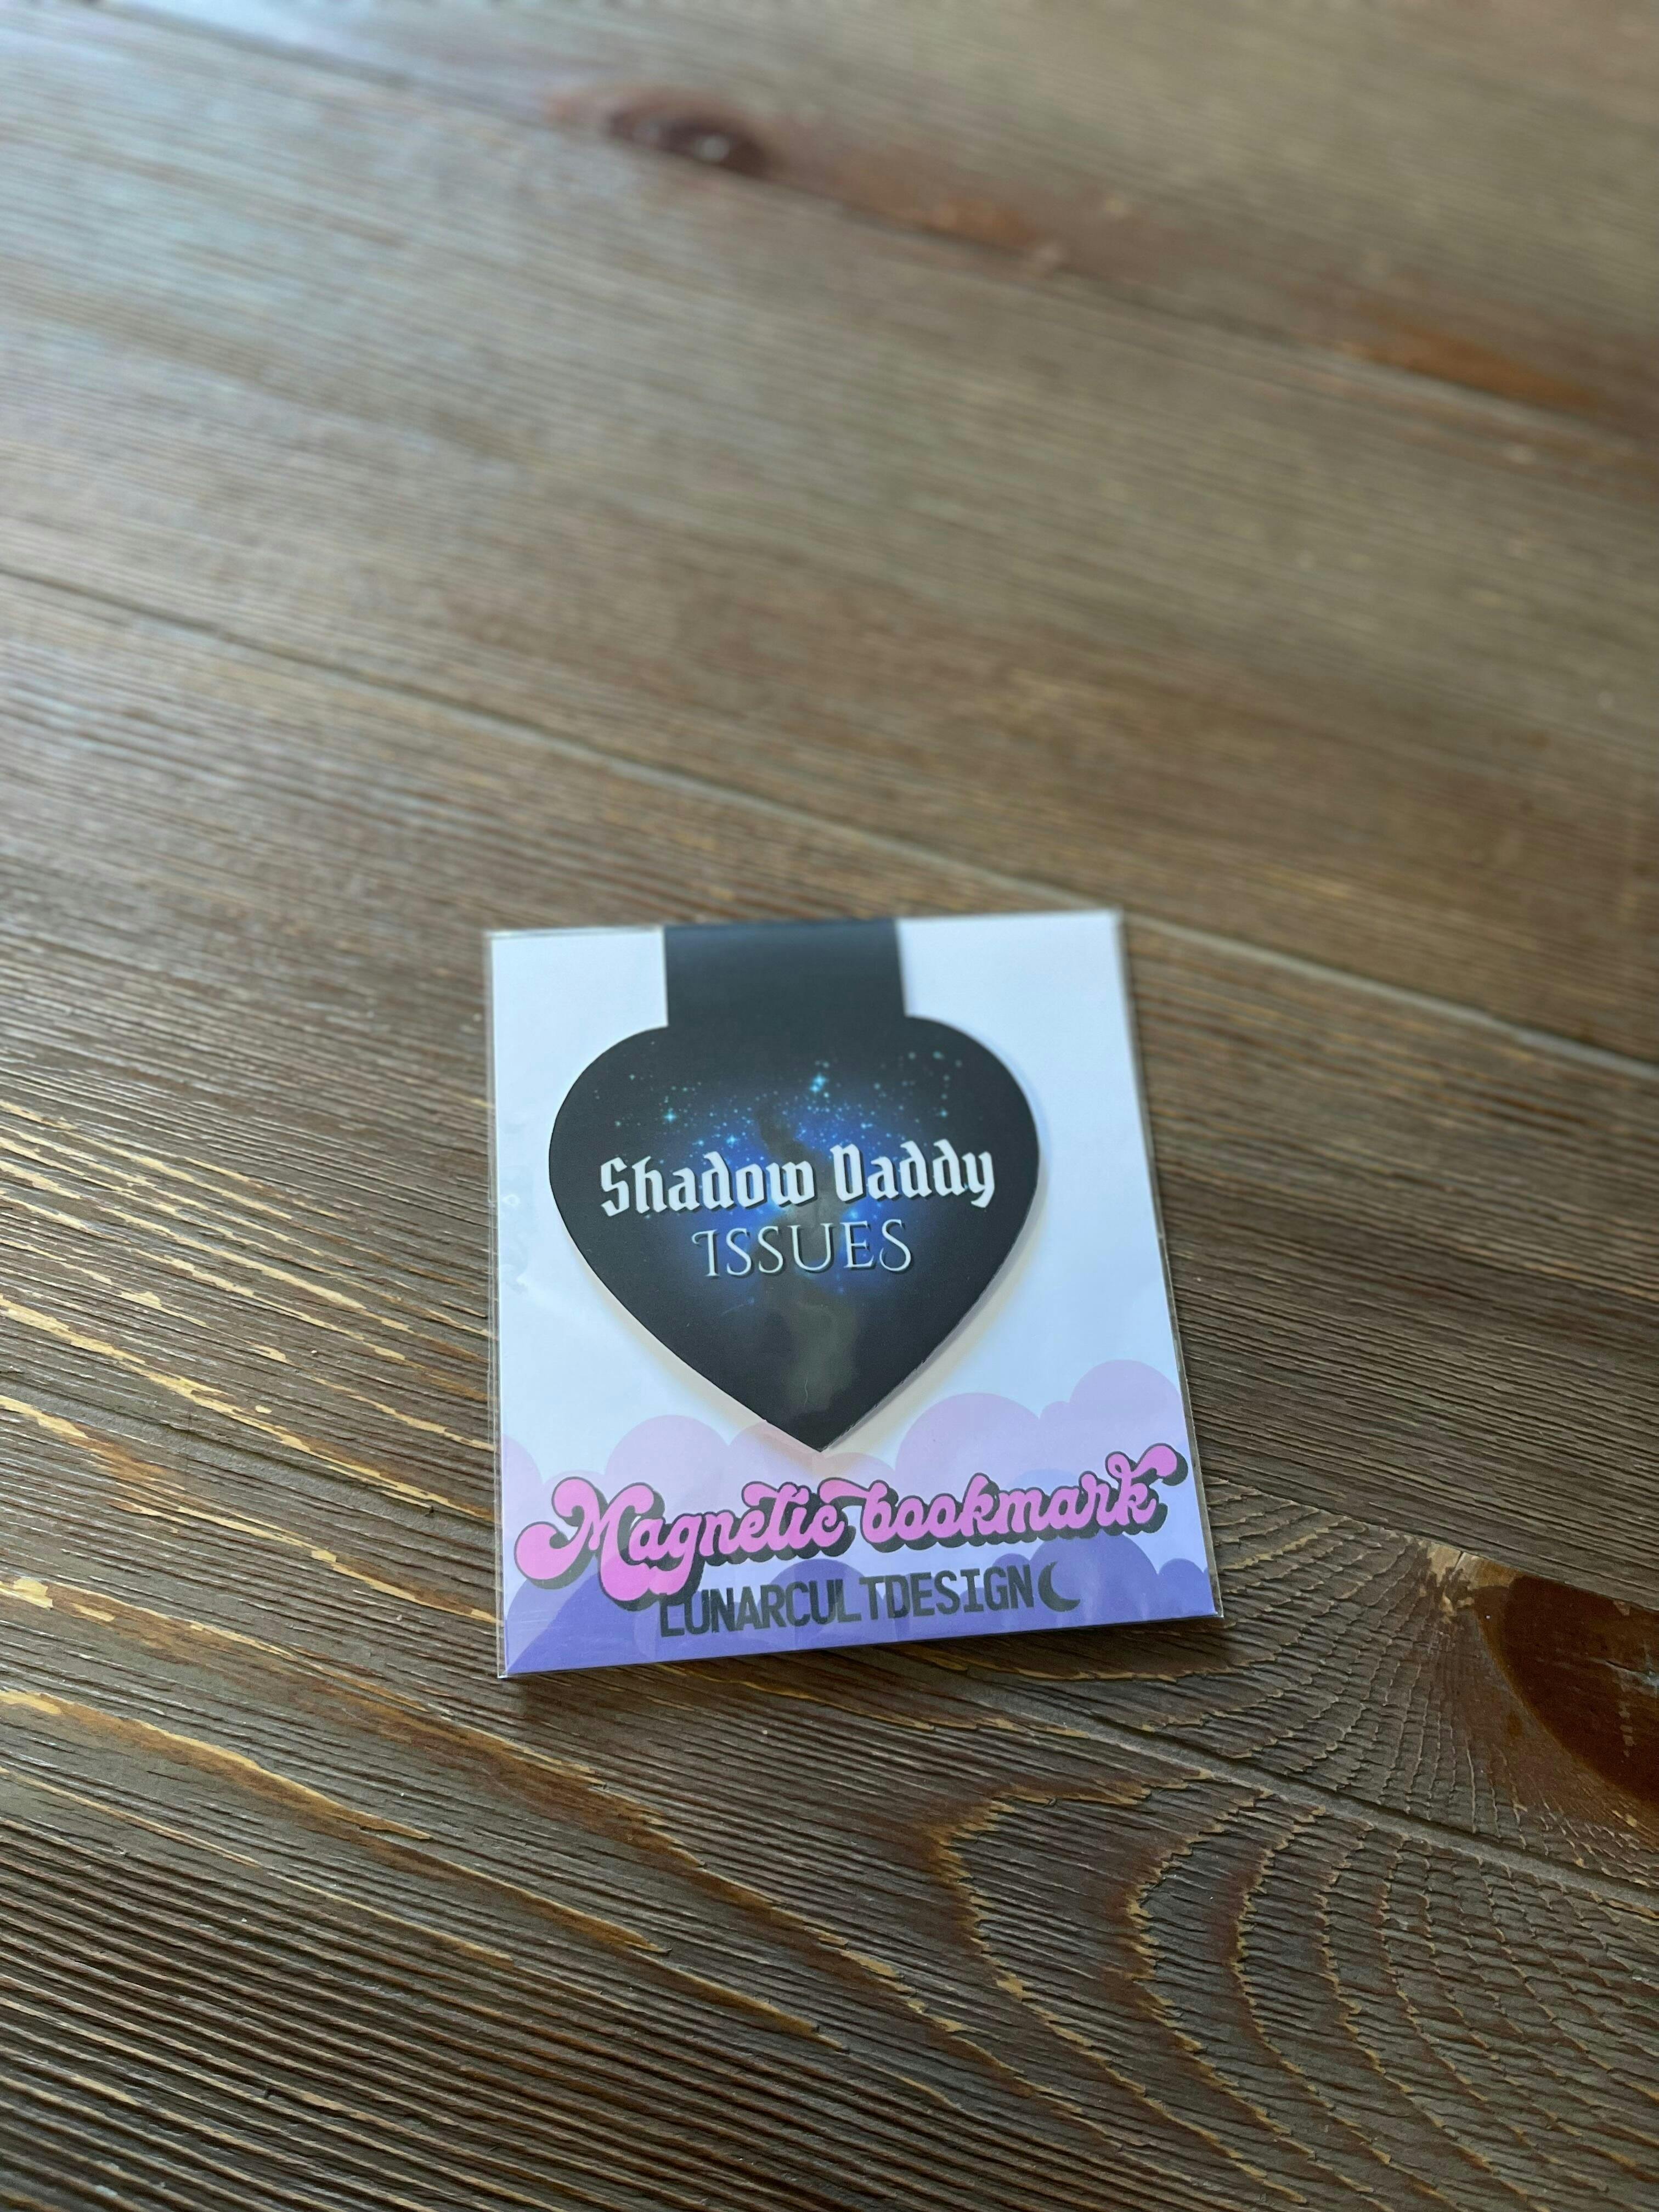 Shadow Daddy
ISSUES
Magnetic bookmark
LUNARCULTDESIGN